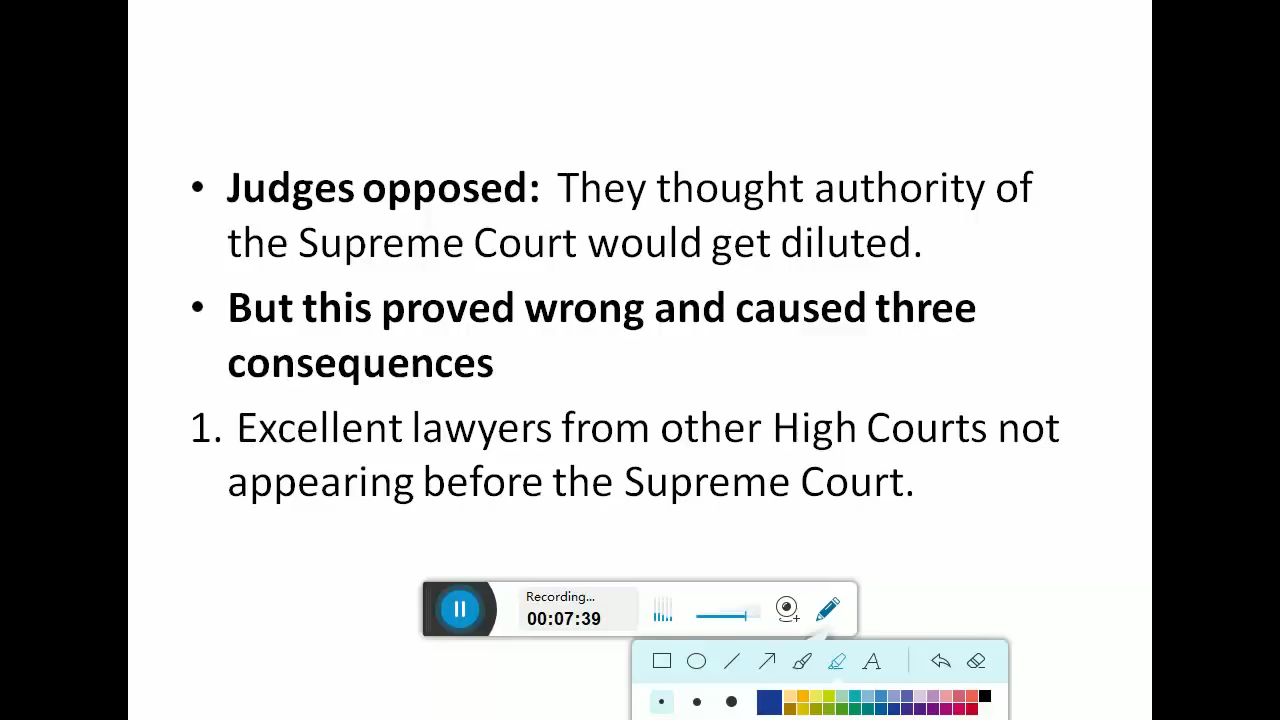 • Judges opposed: They thought authority of
the Supreme Court would get diluted.
• But this proved wrong and caused three
consequences
1. Excellent lawyers from other High Courts not
appearing before the Supreme Court.
Recording...
00:07:39
A